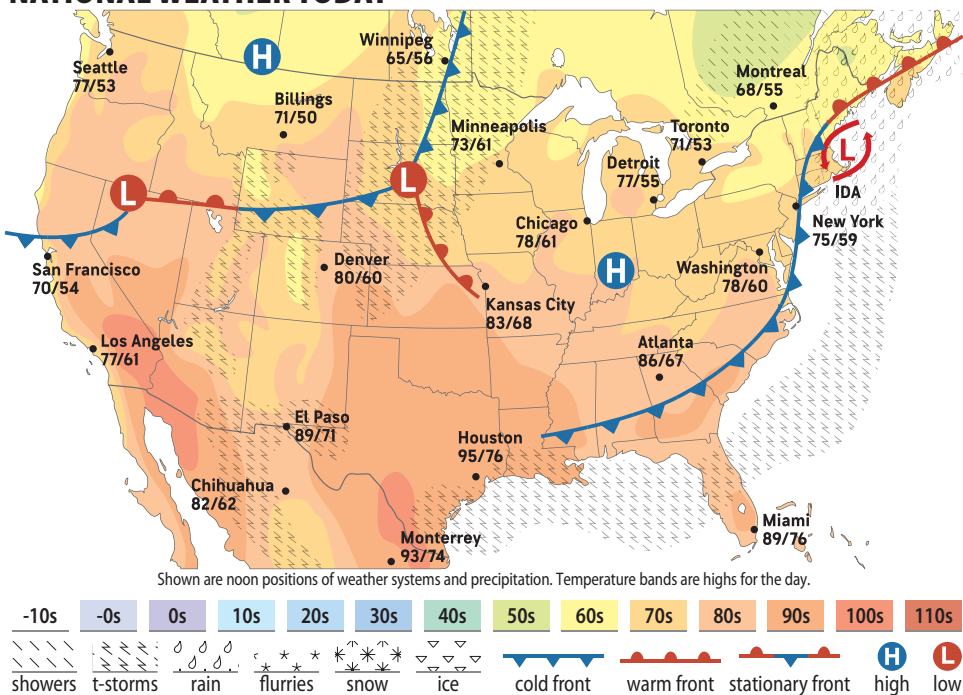 NATIONAL WEATHER TODAY
H
Winnipeg
65/56
Seattle
77/53
Montreal
68/55
Billings
71/50
Minneapolis
73/61
Toronto
71/53
Detroit
77/55
L
IDA
L
L
New York
75/59
Chicago
78/61
San Francisco
70/54
Denver
80/60
H
Washington
78/60
Kansas City
83/68
Los Angeles
77/61
Atlanta
86/67
El Paso
89/71
Houston
95/76
Chihuahua
82/62
Miami
89/76
Monterrey
93/74
Shown are noon positions of weather systems and precipitation. Temperature bands are highs for the day.
-10s -0s 0s 10s 20s 30s 40s 50s 60s 70s 80s 90s 100s 110s
H L
showers t-storms rain flurries snow ice cold front warm front stationary front high low